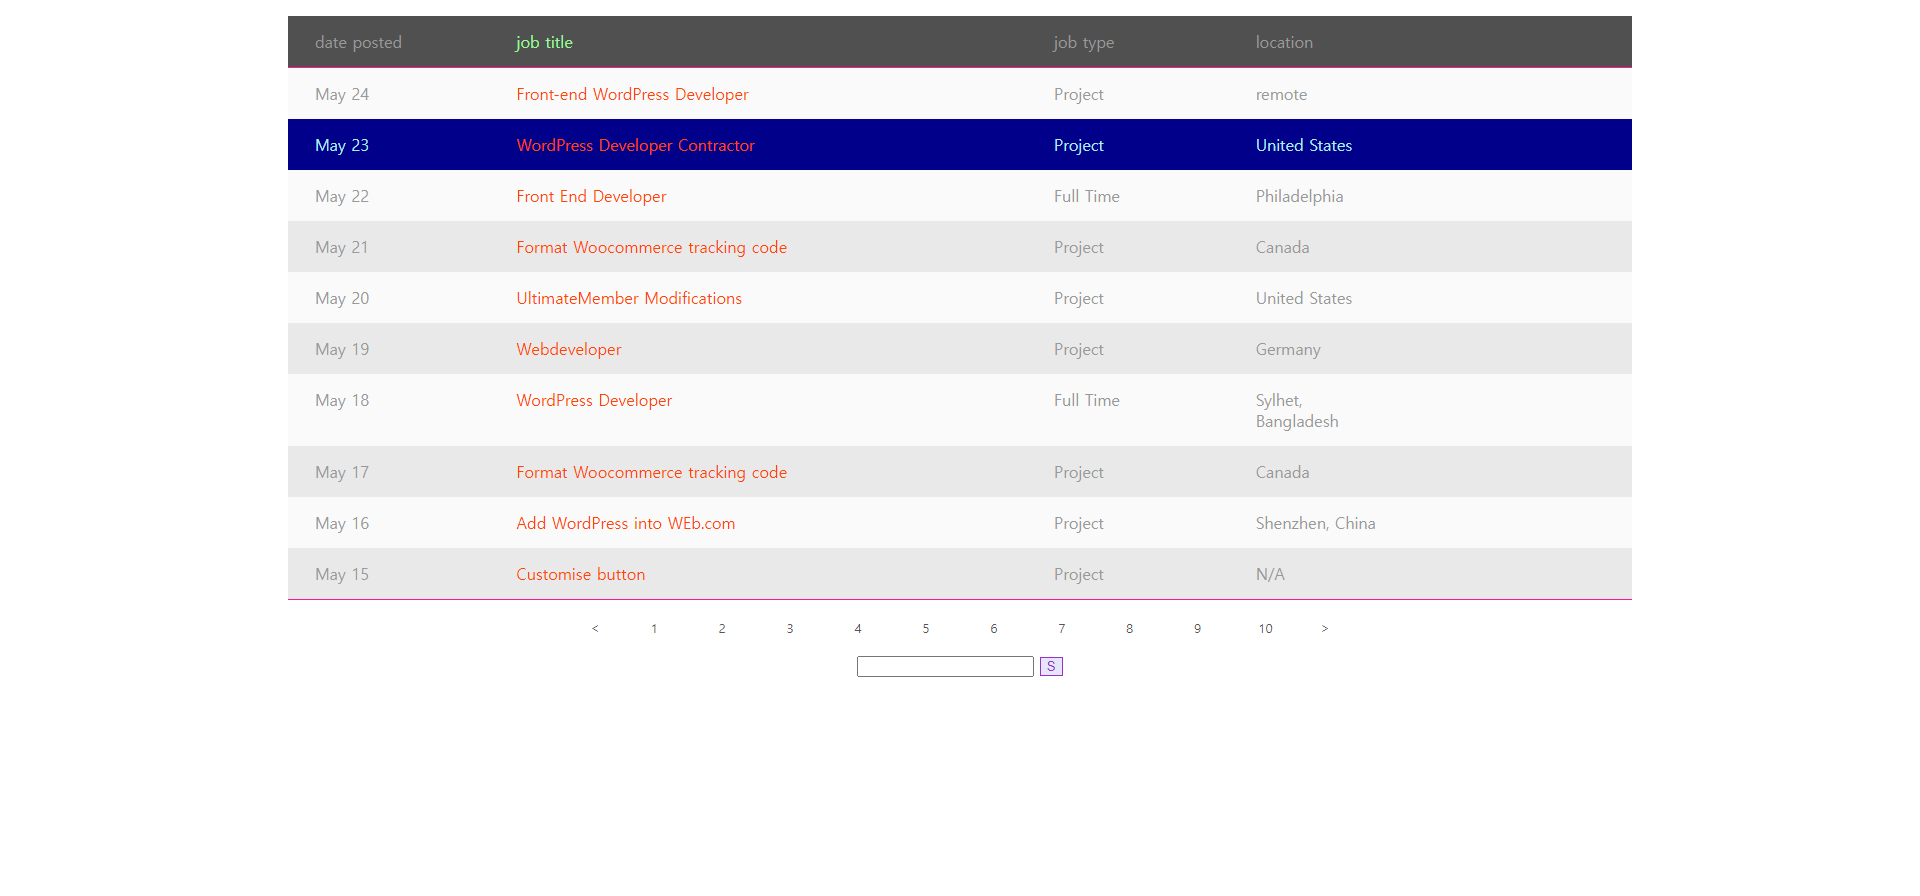 date posted job title job type location
May 24 Front-end WordPress Developer Project remote
May 23 WordPress Developer Contractor Project United States
May 22 Front End Developer Full Time Philadelphia
May 21 Format Woocommerce tracking code Project Canada
May 20 UltimateMember Modifications Project United States
May 19 Webdeveloper Project Germany
May 18 WordPress Developer Full Time Sylhet,
Bangladesh
May 17 Format Woocommerce tracking code Project Canada
May 16 Add WordPress into WEb.com Project Shenzhen, China
May 15 Customise button Project N/A
< 1 2 3 4 5 6 7 8 9 10 >
S